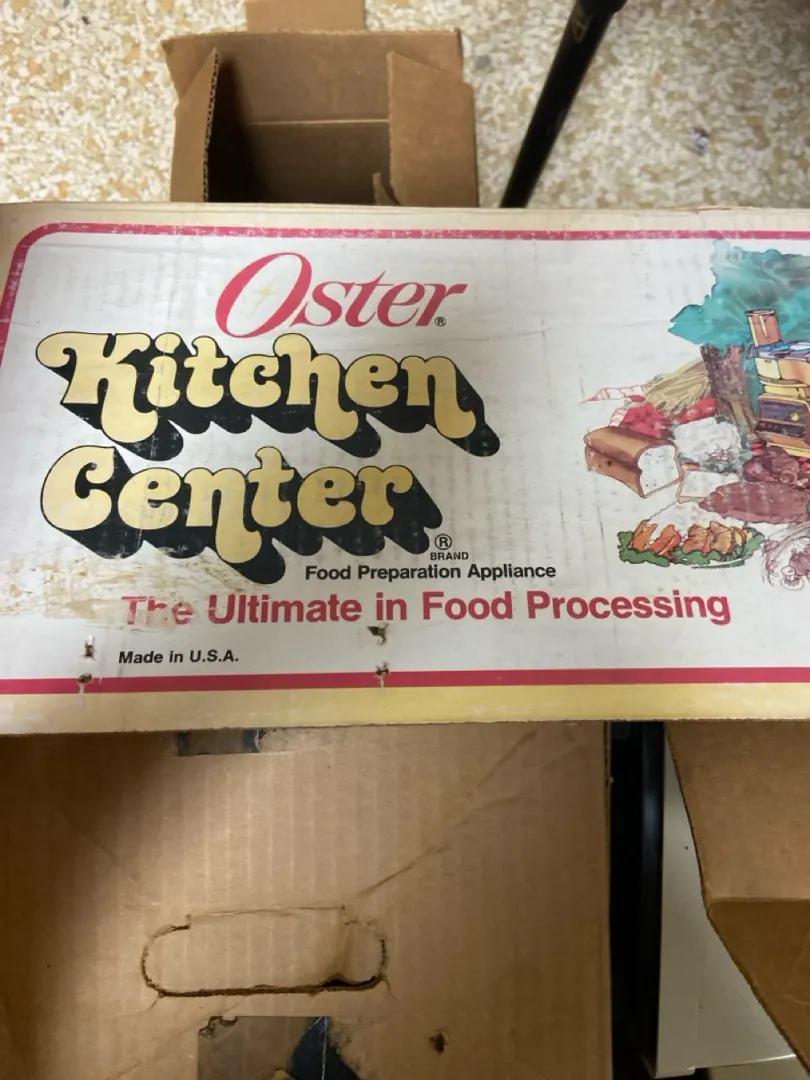 Oster®
Kitchen
Center®
BRAND
Food Preparation Appliance
The Ultimate in Food Processing
Made in U.S.A.